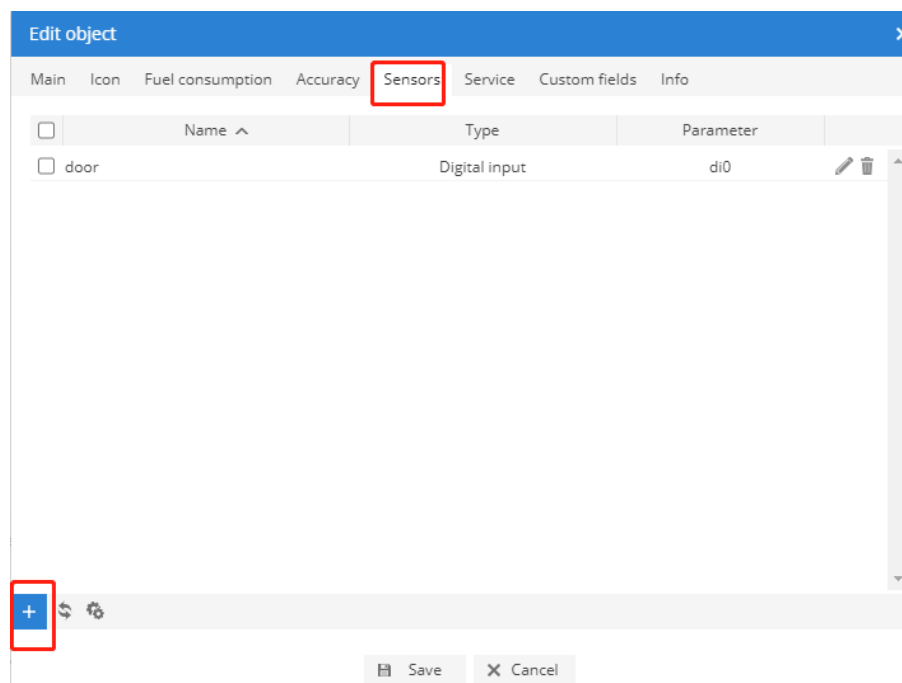 Edit object
Main Icon Fuel consumption Accuracy Sensors Service Custom fields Info
Name Type Parameter
door Digital input di0
Save Cancel